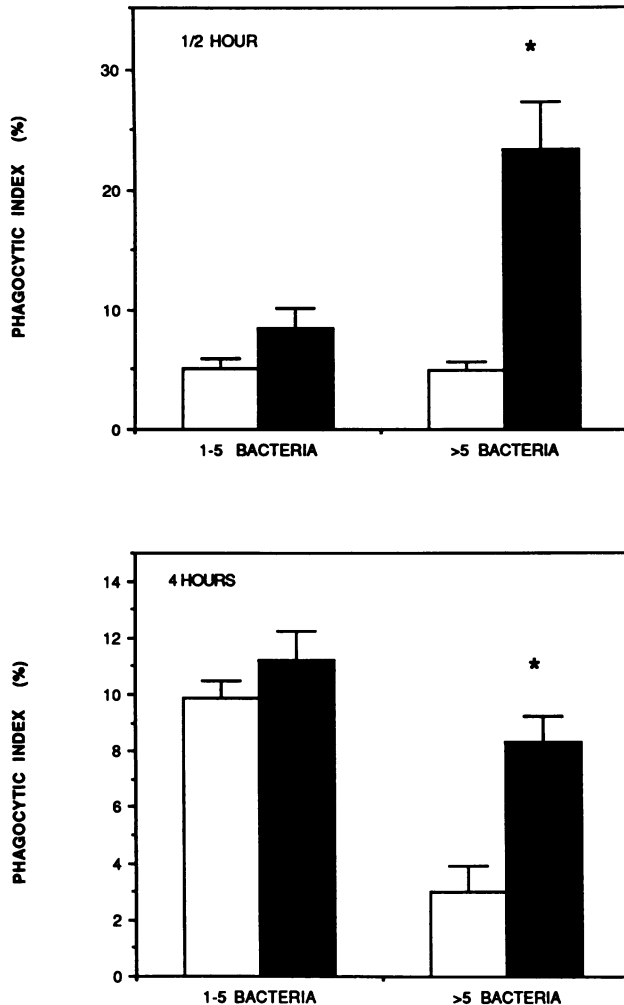 1/2 HOUR
*
30
20
10
0
PHAGOCYTIC INDEX (%)
1-5 BACTERIA >5 BACTERIA
4 HOURS
*
14
12
10
8
6
4
2
0
PHAGOCYTIC INDEX (%)
1-5 BACTERIA >5 BACTERIA